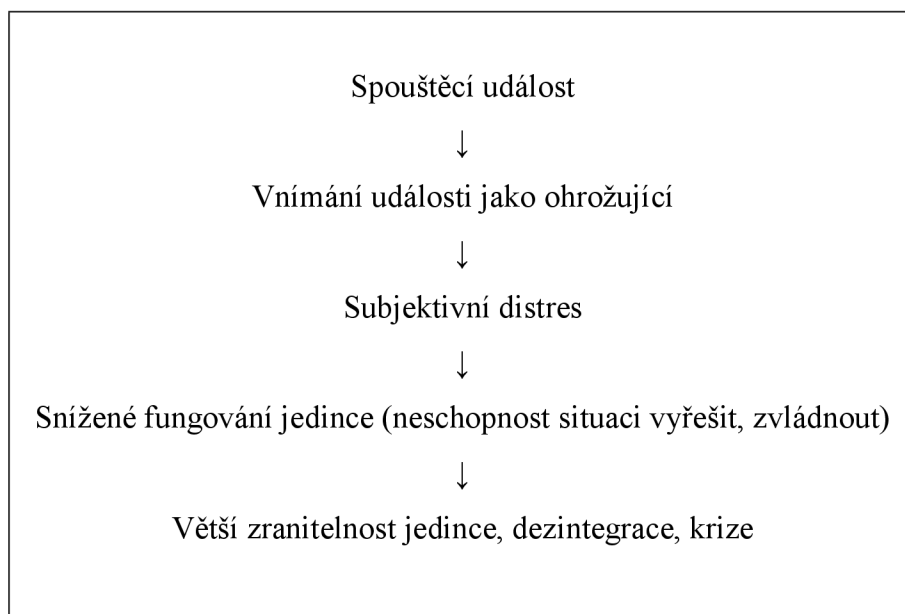 Spouštěcí událost
↓
Vnímání události jako ohrožující
↓
Subjektivní distres
↓
Snížené fungování jedince (neschopnost situaci vyřešit, zvládnout)
↓
Větší zranitelnost jedince, dezintegrace, krize